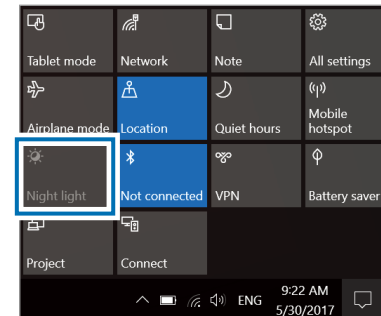 Tablet mode
Network
Note
All settings
Airplane mode
Location
Quiet hours
Mobile
hotspot
Night light
Not connected
VPN
Battery saver
Project
Connect
ENG
9:22 AM
5/30/2017